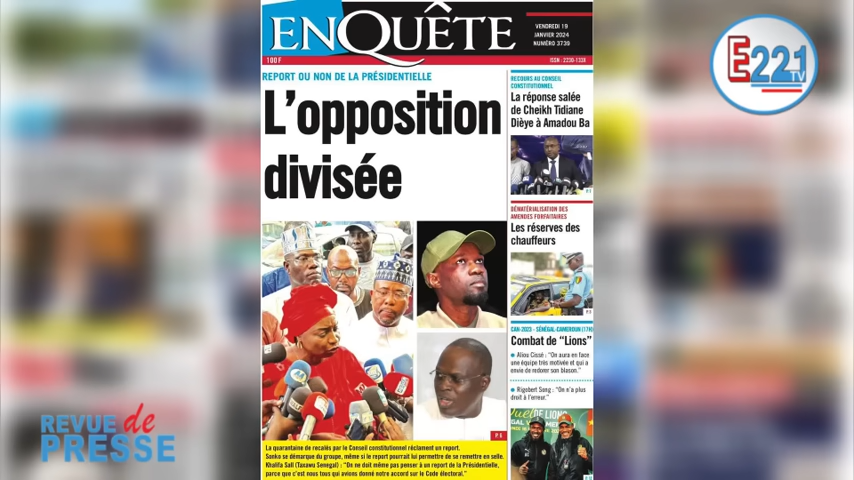 ENQUÊTE
100 F
VENDREDI 19
JANVIER 2024
NUMÉRO 3739
ISSN : 2230-133X
E221
TV
REPORT OU NON DE LA PRÉSIDENTIELLE
L'opposition
divisée
RECOURS AU CONSEIL
CONSTITUTIONNEL
La réponse salée
de Cheikh Tidiane
Dièye à Amadou Ba
DÉMATÉRIALISATION DES
AMENDES FORFAITAIRES
Les réserves des
chauffeurs
CAN-2023 - SÉNÉGAL-CAMEROUN (17H)
Combat de "Lions"
Aliou Cissé : "On aura en face
une équipe très motivée et qui a
envie de redorer son blason."
Rigobert Song : "On n'a plus
droit à l'erreur."
La quarantaine de recalés par le Conseil constitutionnel réclament un report.
Sonko se démarque du groupe, même si le report pourrait lui permettre de se remettre en selle.
Khalifa Sall (Taxawu Senegal) : "On ne doit même pas penser à un report de la Présidentielle,
parce que c'est nous tous qui avions donné notre accord sur le Code électoral."
REVUE de
PRESSE